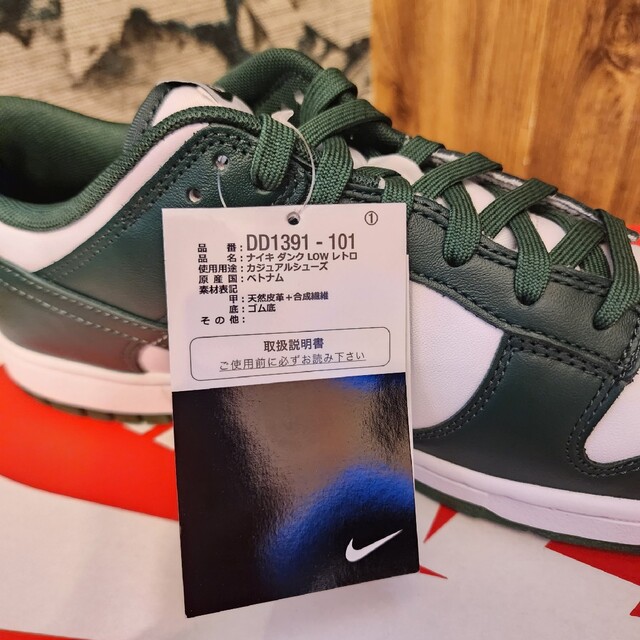 ①
品 番 : DD1391 - 101
品 名 : ナイキ ダンク LOW レトロ
使用用途 : カジュアルシューズ
原 産 国 : ベトナム
素材表記
甲 : 天然皮革＋合成繊維
底 : ゴム底
そ の 他 :
取扱説明書
ご使用前に必ずお読み下さい